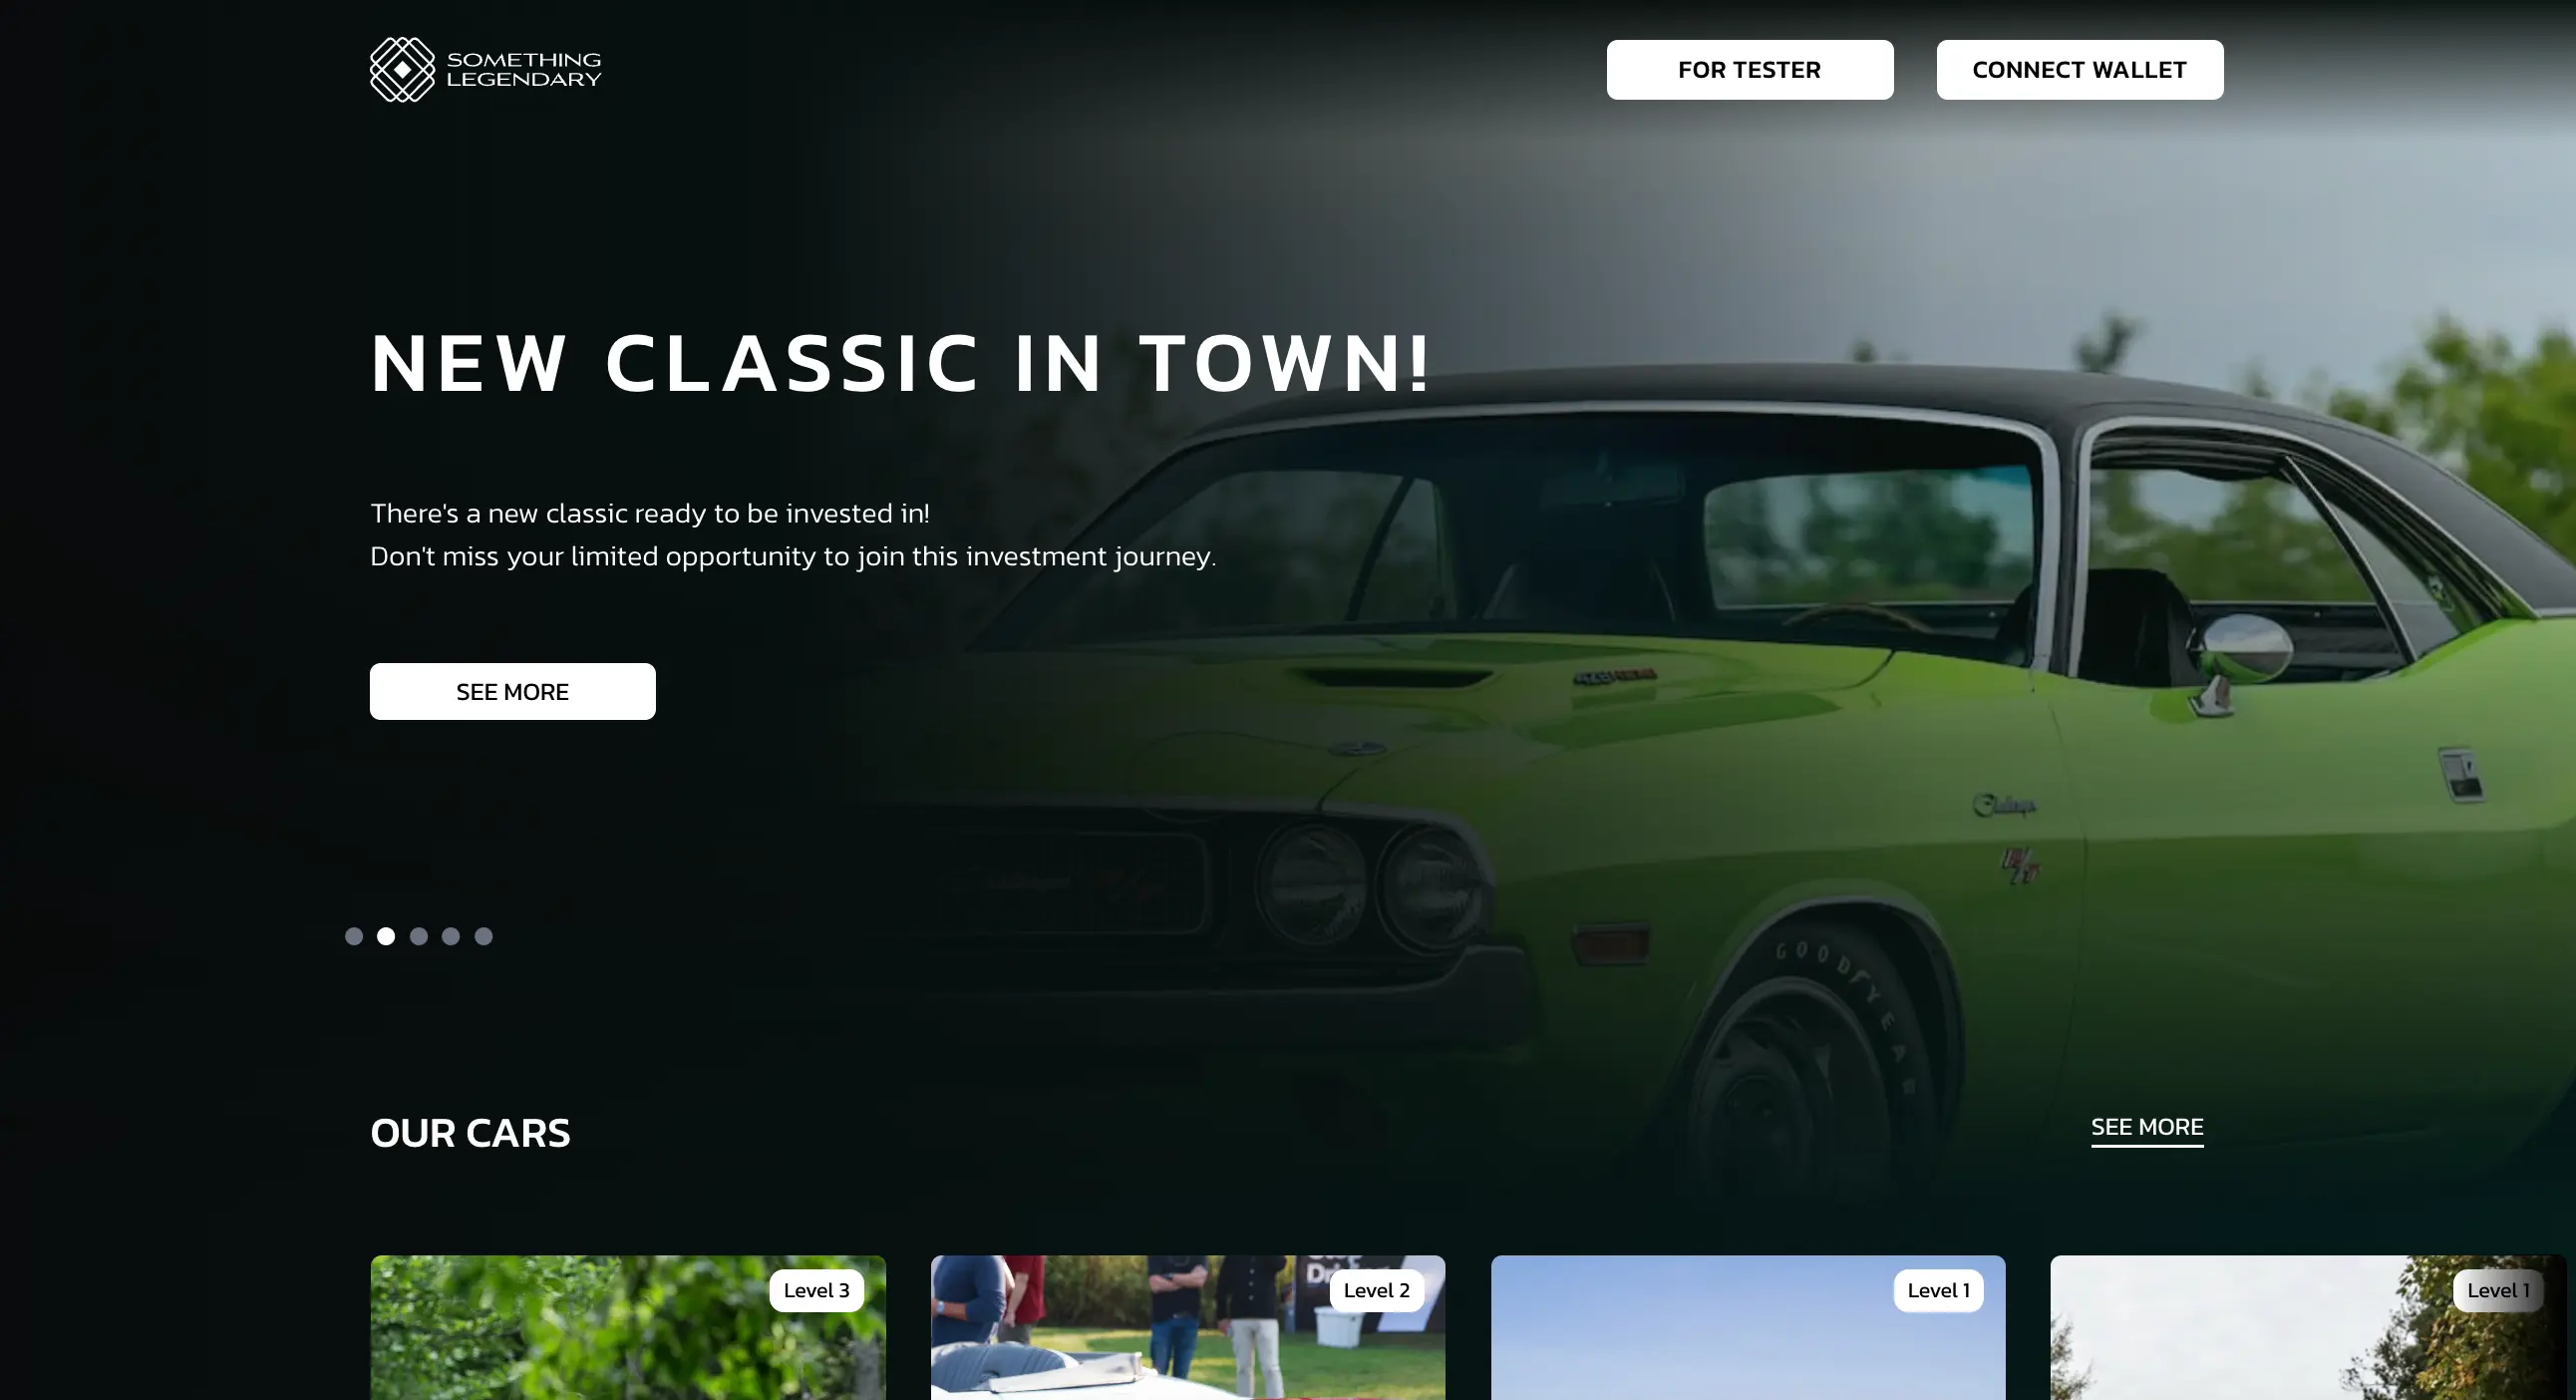 SOMETHING
LEGENDARY
FOR TESTER
CONNECT WALLET
NEW CLASSIC IN TOWN!
There's a new classic ready to be invested in!
Don't miss your limited opportunity to join this investment journey.
SEE MORE
Challenger
R/T
GOODYEAR
OUR CARS
SEE MORE
Level 3
Level 2
Level 1
Level 1